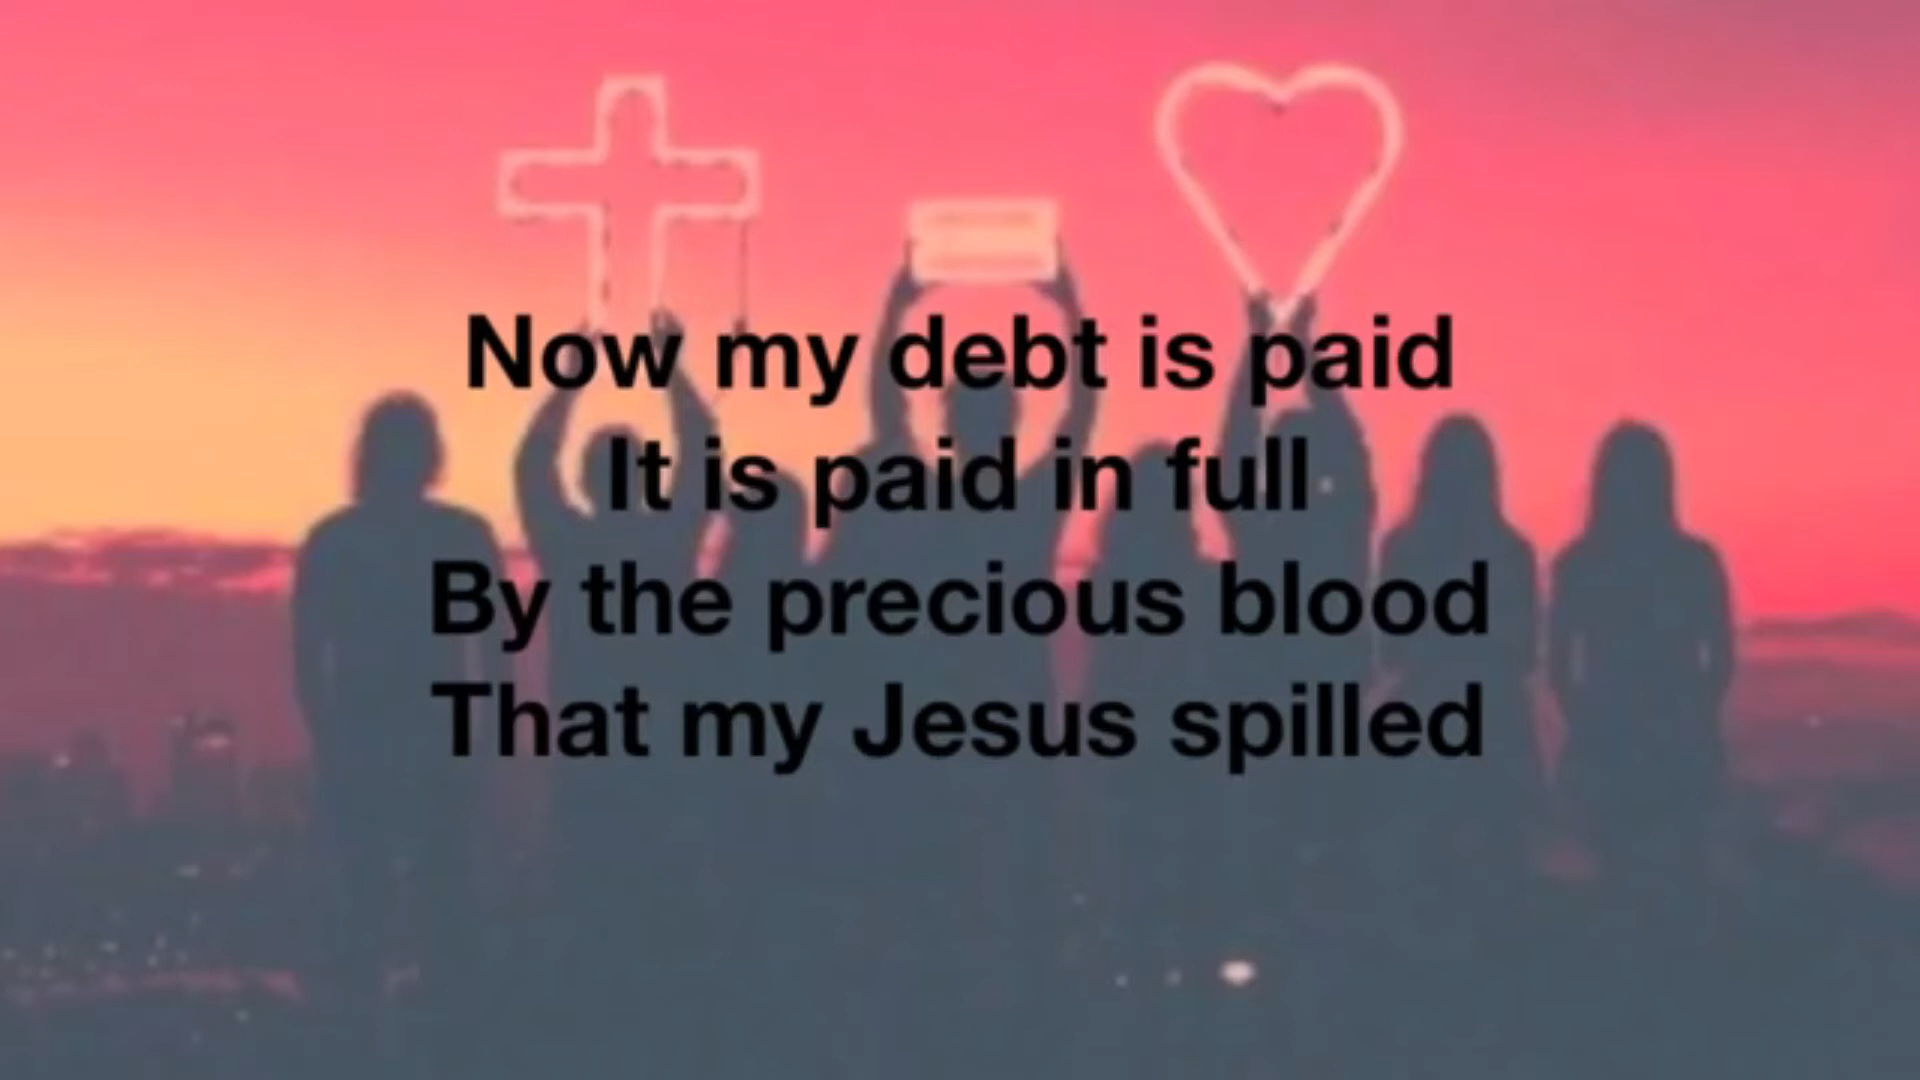 Now my debt is paid
It is paid in full
By the precious blood
That my Jesus spilled